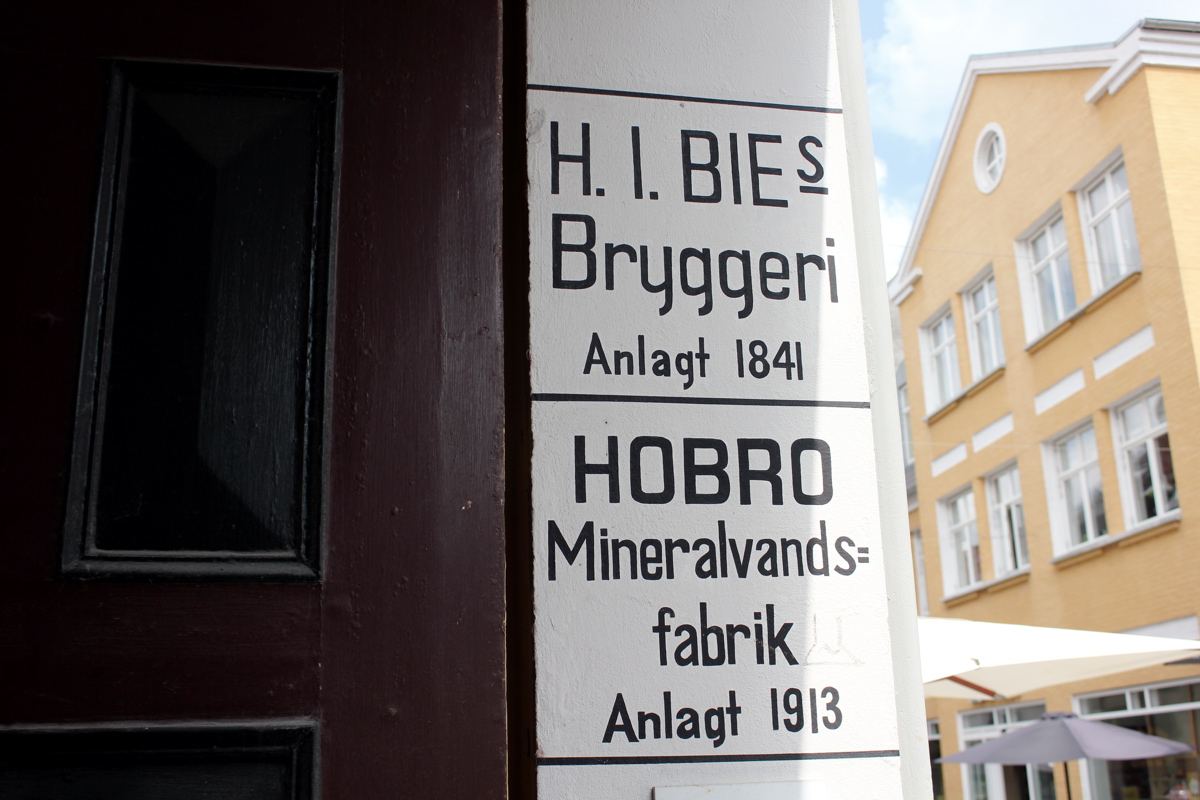 H. I. BIEs
Bryggeri
Anlagt 1841
HOBRO
Mineralvands=
fabrik
Anlagt 1913